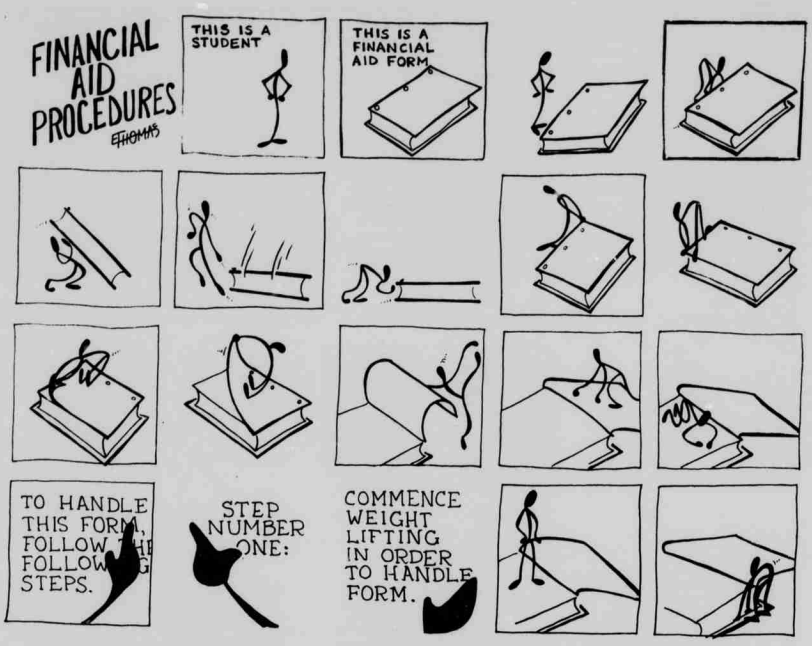 FINANCIAL
AID
PROCEDURES
ETHOMAS
THIS IS A
STUDENT
THIS IS A
FINANCIAL
AID FORM
TO HANDLE
THIS FORM,
FOLLOW THE
FOLLOW G
STEPS.
STEP
NUMBER
ONE:
COMMENCE
WEIGHT
LIFTING
IN ORDER
TO HANDLE
FORM.